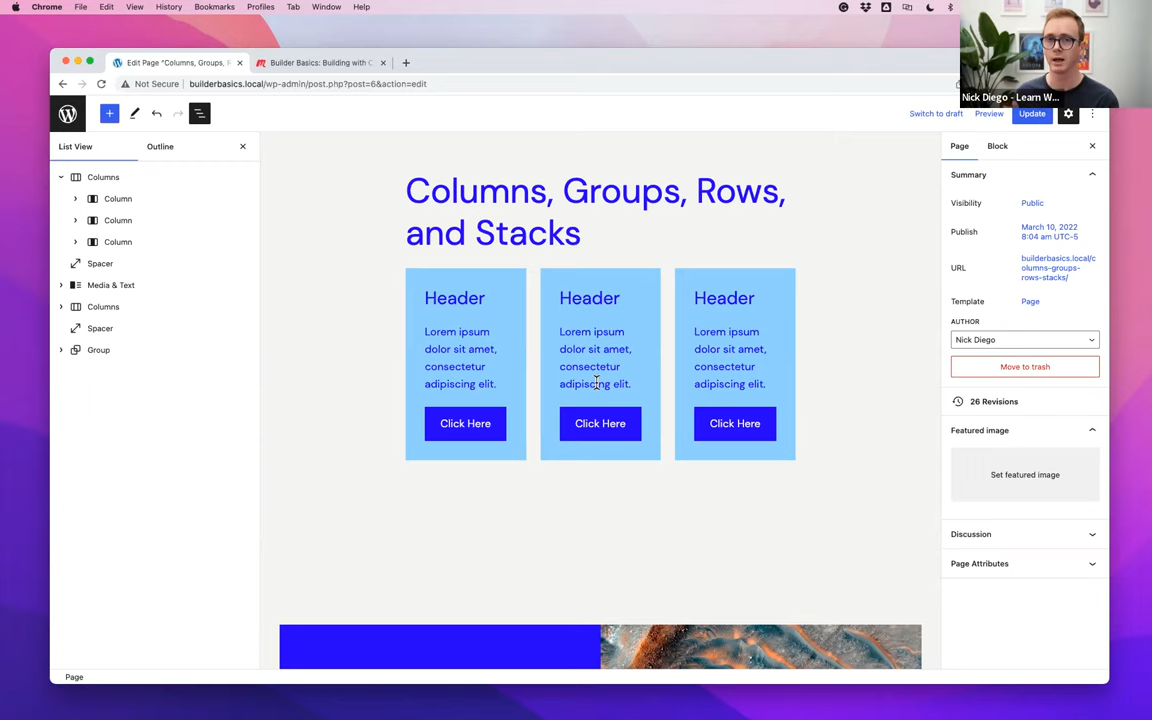 Chrome File Edit View History Bookmarks Profiles Tab Window Help
Nick Diego - Learn W...
Edit Page "Columns, Groups, R
Builder Basics: Building with C
Not Secure builderbasics.local/wp-admin/post.php?post=6&action=edit
Switch to draft Preview Update
List View Outline
Columns
Column
Column
Column
Spacer
Media & Text
Columns
Spacer
Group
Columns, Groups, Rows,
and Stacks
Header Header Header
Lorem ipsum Lorem ipsum Lorem ipsum
dolor sit amet, dolor sit amet, dolor sit amet,
consectetur consectetur consectetur
adipiscing elit. adipiscing elit. adipiscing elit.
Click Here Click Here Click Here
Page Block
Summary
Visibility Public
Publish March 10, 2022
8:04 am UTC-5
URL builderbasics.local/c
olumns-groups-
rows-stacks/
Template Page
AUTHOR
Nick Diego
Move to trash
26 Revisions
Featured image
Set featured image
Discussion
Page Attributes
Page